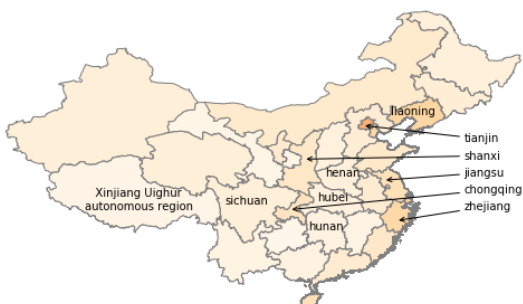 liaoning
tianjin
shanxi
henan
jiangsu
chongqing
Xinjiang Uighur
autonomous region
sichuan
hubei
zhejiang
hunan